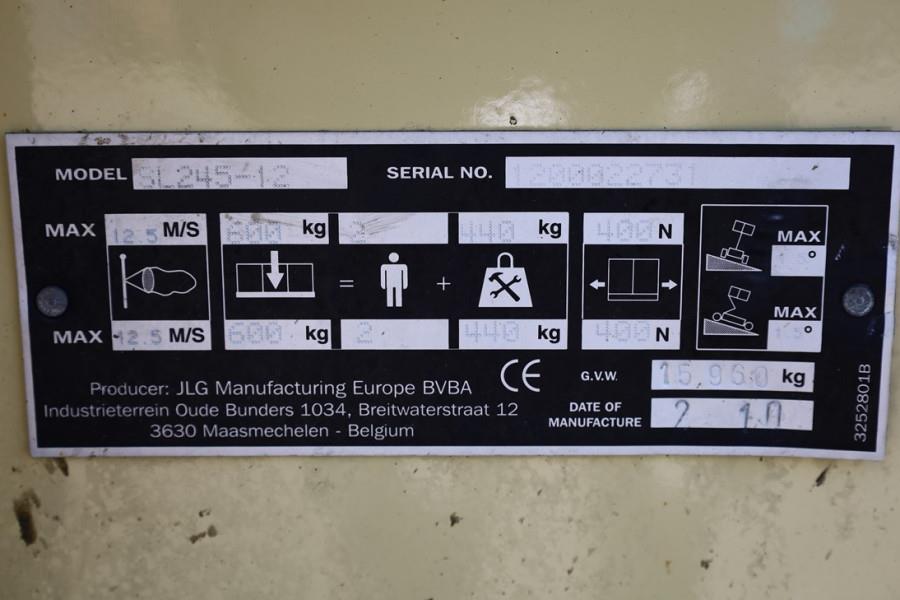 MODEL SL245-12 SERIAL NO. 1200022731
MAX 12.5 M/S 600 kg 2 440 kg 400 N
MAX
°
MAX
MAX 12.5 M/S 600 kg 2 440 kg 400 N
= +
CE
Producer: JLG Manufacturing Europe BVBA
Industrieterrein Oude Bunders 1034, Breitwaterstraat 12
3630 Maasmechelen - Belgium
G.V.W. 15,960 kg
DATE OF
MANUFACTURE 2 10
3252801B